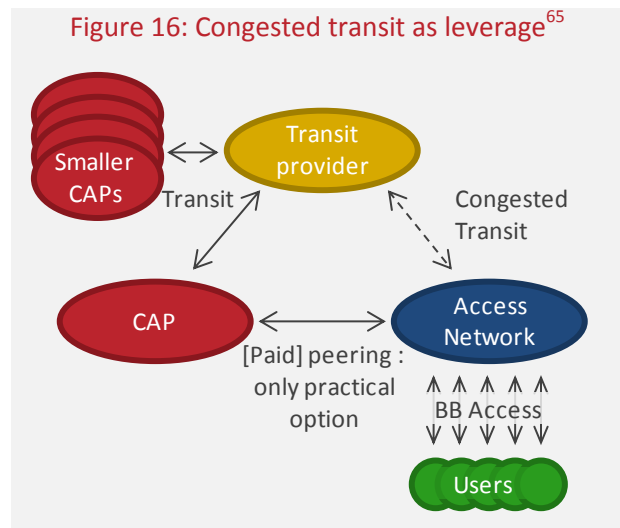 Figure 16: Congested transit as leverage65
Transit
provider
Smaller
CAPs
Transit
Congested
Transit
CAP
Access
Network
[Paid] peering :
only practical
option
BB Access
Users